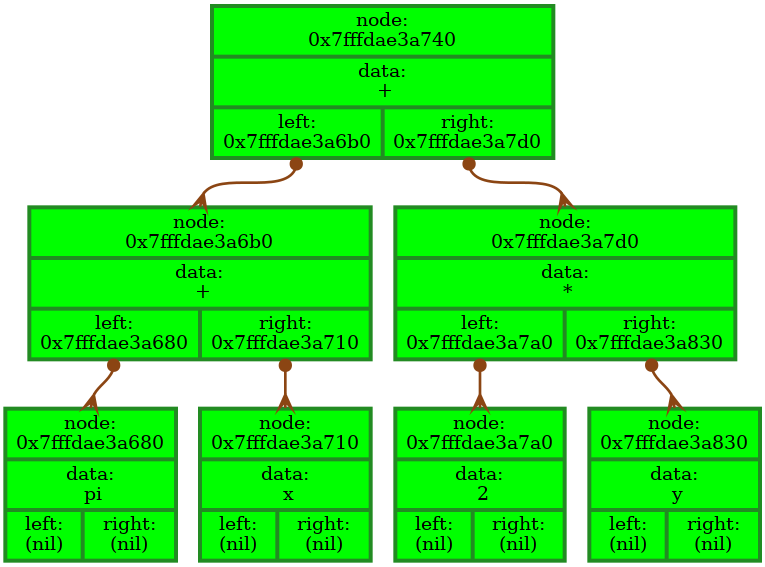 node:
0x7fffdae3a740
data:
+
left:
0x7fffdae3a6b0
right:
0x7fffdae3a7d0
node:
0x7fffdae3a6b0
data:
+
left:
0x7fffdae3a680
right:
0x7fffdae3a710
node:
0x7fffdae3a7d0
data:
*
left:
0x7fffdae3a7a0
right:
0x7fffdae3a830
node:
0x7fffdae3a680
data:
pi
left:
(nil)
right:
(nil)
node:
0x7fffdae3a710
data:
x
left:
(nil)
right:
(nil)
node:
0x7fffdae3a7a0
data:
2
left:
(nil)
right:
(nil)
node:
0x7fffdae3a830
data:
y
left:
(nil)
right:
(nil)